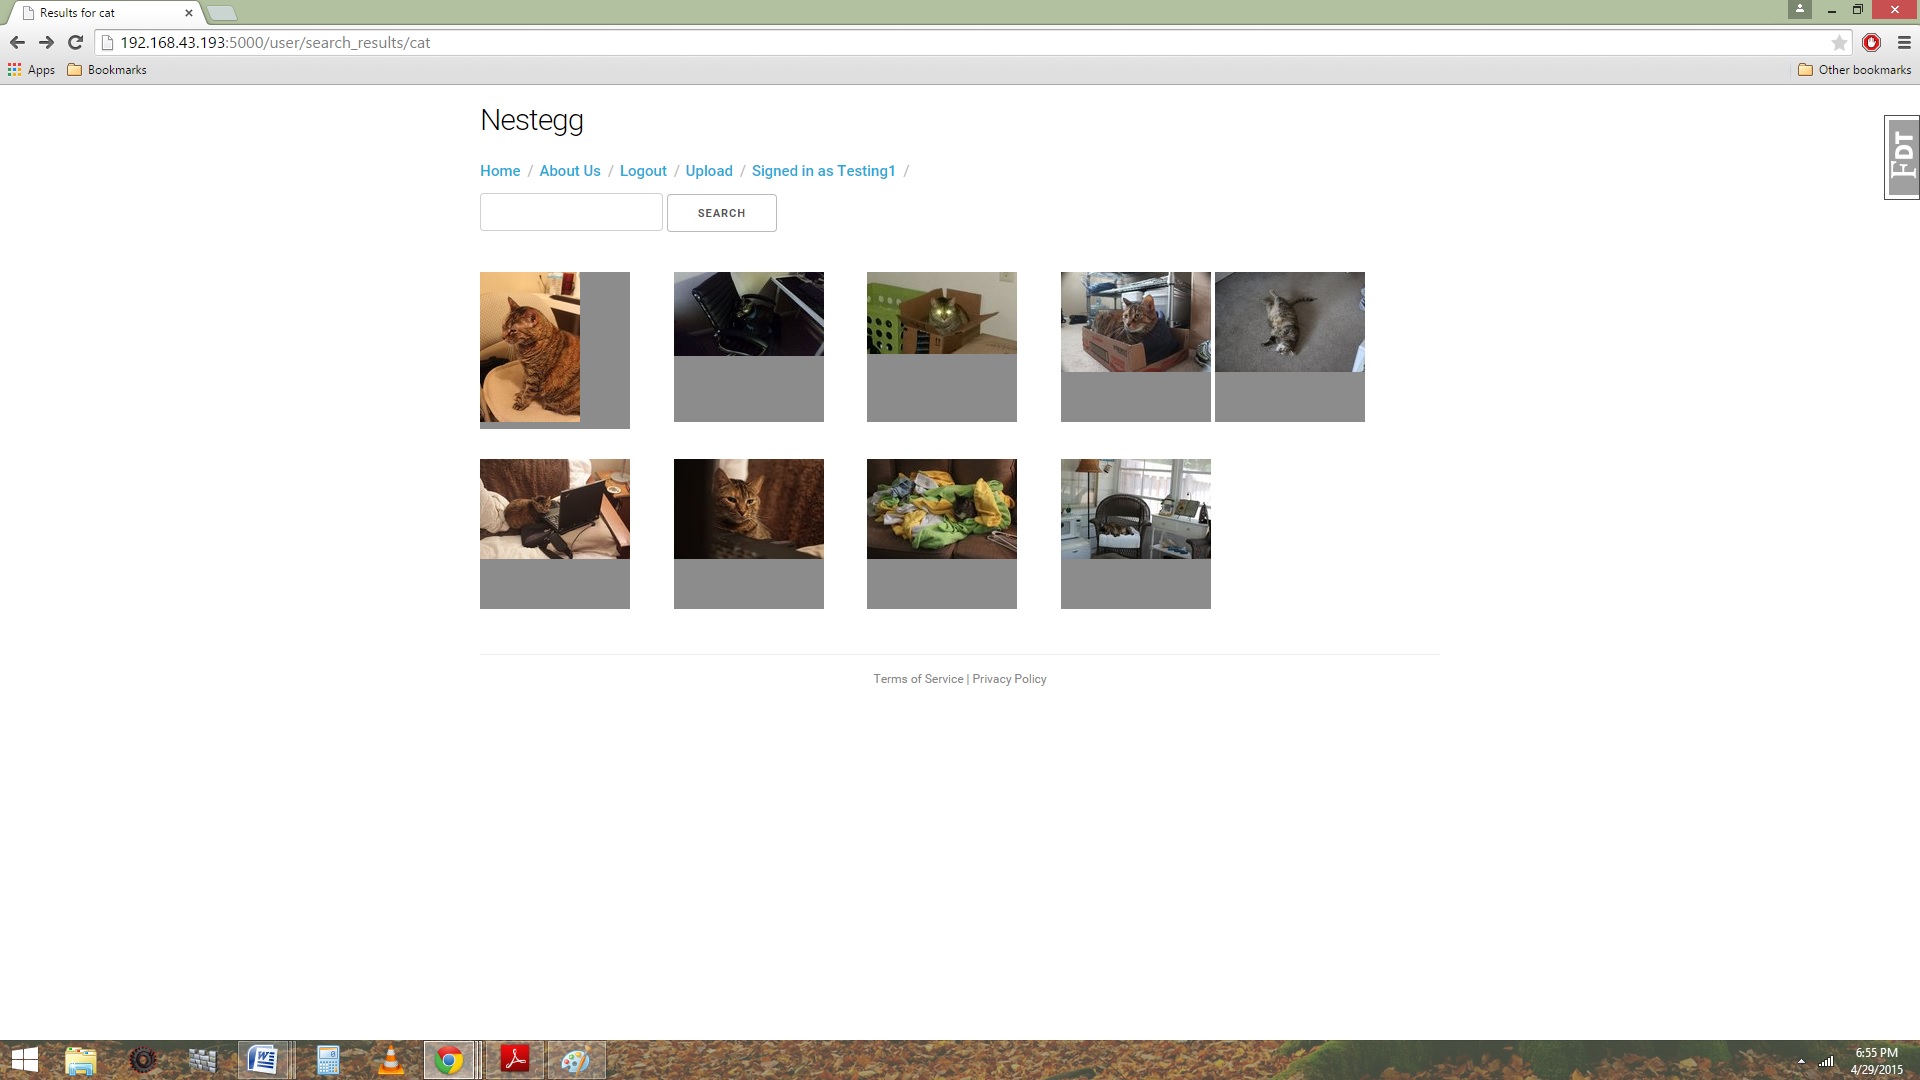 Results for cat
192.168.43.193:5000/user/search_results/cat
Apps Bookmarks Other bookmarks
Nestegg
FDT
Home / About Us / Logout / Upload / Signed in as Testing1 /
SEARCH
Terms of Service | Privacy Policy
6:55 PM
4/29/2015